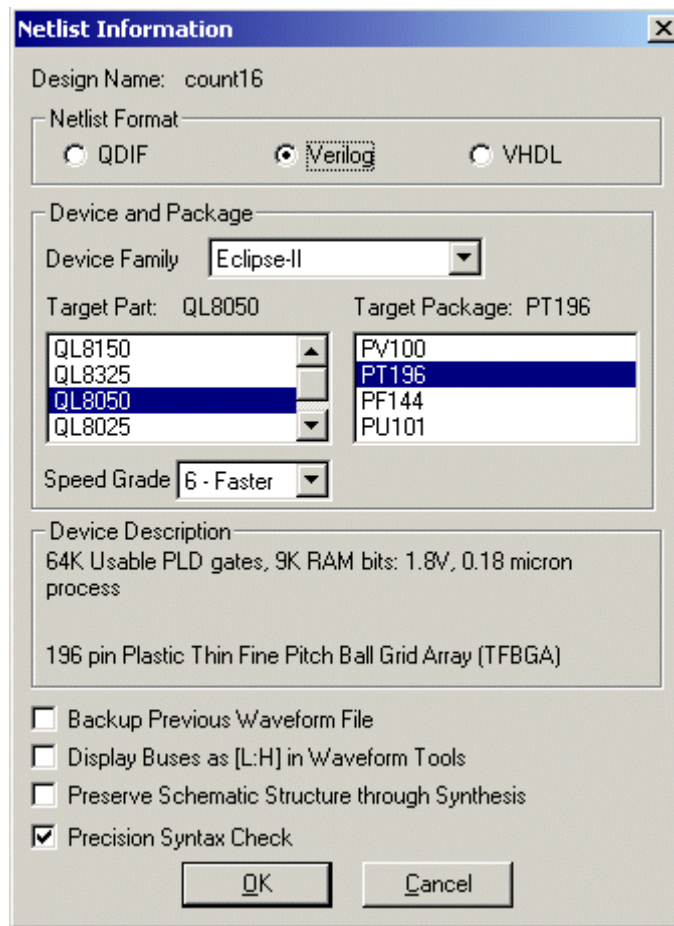 Netlist Information
Design Name: count16
Netlist Format
QDIF Verilog VHDL
Device and Package
Device Family Eclipse-II
Target Part: QL8050 Target Package: PT196
QL8150 PV100
QL8325 PT196
QL8050 PF144
QL8025 PU101
Speed Grade 6 - Faster
Device Description
64K Usable PLD gates, 9K RAM bits: 1.8V, 0.18 micron
process
196 pin Plastic Thin Fine Pitch Ball Grid Array (TFBGA)
Backup Previous Waveform File
Display Buses as [L:H] in Waveform Tools
Preserve Schematic Structure through Synthesis
Precision Syntax Check
OK Cancel